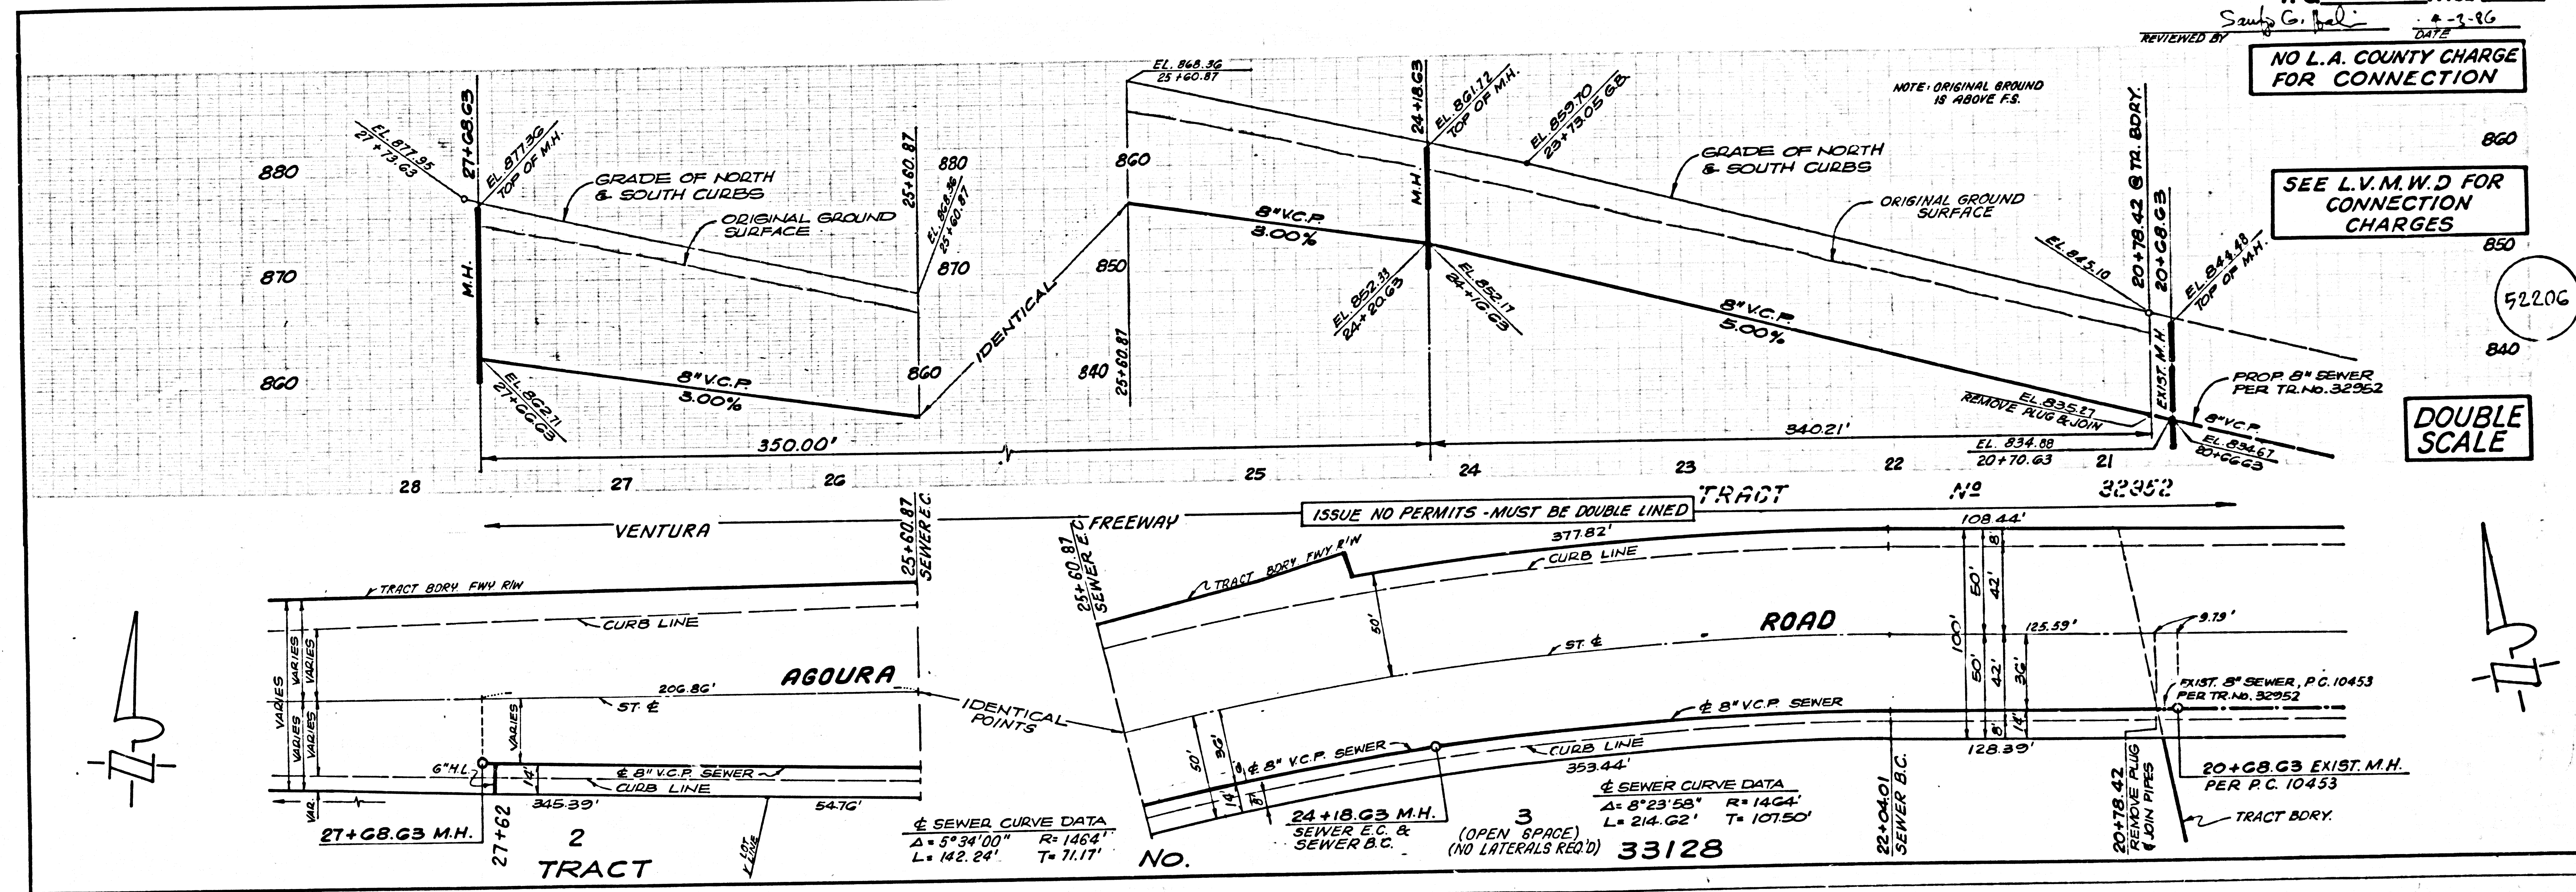 4-3-86
REVIEWED BY
DATE
NO L.A. COUNTY CHARGE
FOR CONNECTION
SEE L.V.M.W.D FOR
CONNECTION
CHARGES
52206
DOUBLE
SCALE
860
850
840
880
870
860
EL. 877.95
27+73.63
27+68.63
EL. 877.36
TOP OF M.H.
M.H.
GRADE OF NORTH
& SOUTH CURBS
ORIGINAL GROUND
SURFACE
25+60.87
880
EL. 868.36
25+60.87
870
860
EL. 862.71
27+66.63
8" V.C.P.
3.00%
IDENTICAL
EL. 868.36
25+60.87
860
850
840
25+60.87
8" V.C.P.
3.00%
24+18.63
M.H.
EL. 861.72
TOP OF M.H.
EL. 859.70
23+73.05 G.B.
EL. 852.33
24+20.63
EL. 852.17
24+16.63
GRADE OF NORTH
& SOUTH CURBS
NOTE: ORIGINAL GROUND
IS ABOVE F.S.
ORIGINAL GROUND
SURFACE
8" V.C.P.
5.00%
EL. 845.10
20+78.42 @ TR. BDRY.
20+68.63
EL. 844.48
TOP OF M.H.
EXIST. M.H.
PROP. 8" SEWER
PER TR. No. 32952
EL. 835.27
REMOVE PLUG & JOIN
EL. 834.88
20+70.63
8" V.C.P.
EL. 834.67
20+66.63
350.00'
340.21'
28
27
26
25
24
23
22
21
TRACT Nº 32952
VENTURA FREEWAY
ISSUE NO PERMITS - MUST BE DOUBLE LINED
25+60.87
SEWER E.C.
25+60.87
SEWER E.C.
TRACT BDRY. FWY R/W
CURB LINE
VARIES
VARIES
VARIES
VARIES
VARIES
VAR.
AGOURA
206.86'
ST. ℄
VARIES
IDENTICAL
POINTS
6" H.L.
14'
℄ 8" V.C.P. SEWER
CURB LINE
345.39'
54.76'
27+68.63 M.H.
27+62
2
TRACT
LOT
LINE
℄ SEWER CURVE DATA
Δ = 5°34'00" R = 1464'
L = 142.24' T = 71.17'
NO.
TRACT BDRY FWY R/W
377.82'
CURB LINE
108.44'
50'
ST. ℄
ROAD
100'
50'
50'
8'
42'
42'
8'
36'
14'
125.59'
9.79'
EXIST. 8" SEWER, P.C. 10453
PER TR. No. 32952
50'
36'
14'
8'
℄ 8" V.C.P. SEWER
℄ 8" V.C.P. SEWER
CURB LINE
353.44'
128.39'
24+18.63 M.H.
SEWER E.C. &
SEWER B.C.
3
(OPEN SPACE)
(NO LATERALS REQ'D)
℄ SEWER CURVE DATA
Δ = 8°23'58" R = 1464'
L = 214.62' T = 107.50'
33128
22+04.01
SEWER B.C.
20+78.42
REMOVE PLUG
& JOIN PIPES
20+68.63 EXIST. M.H.
PER P.C. 10453
TRACT BDRY.